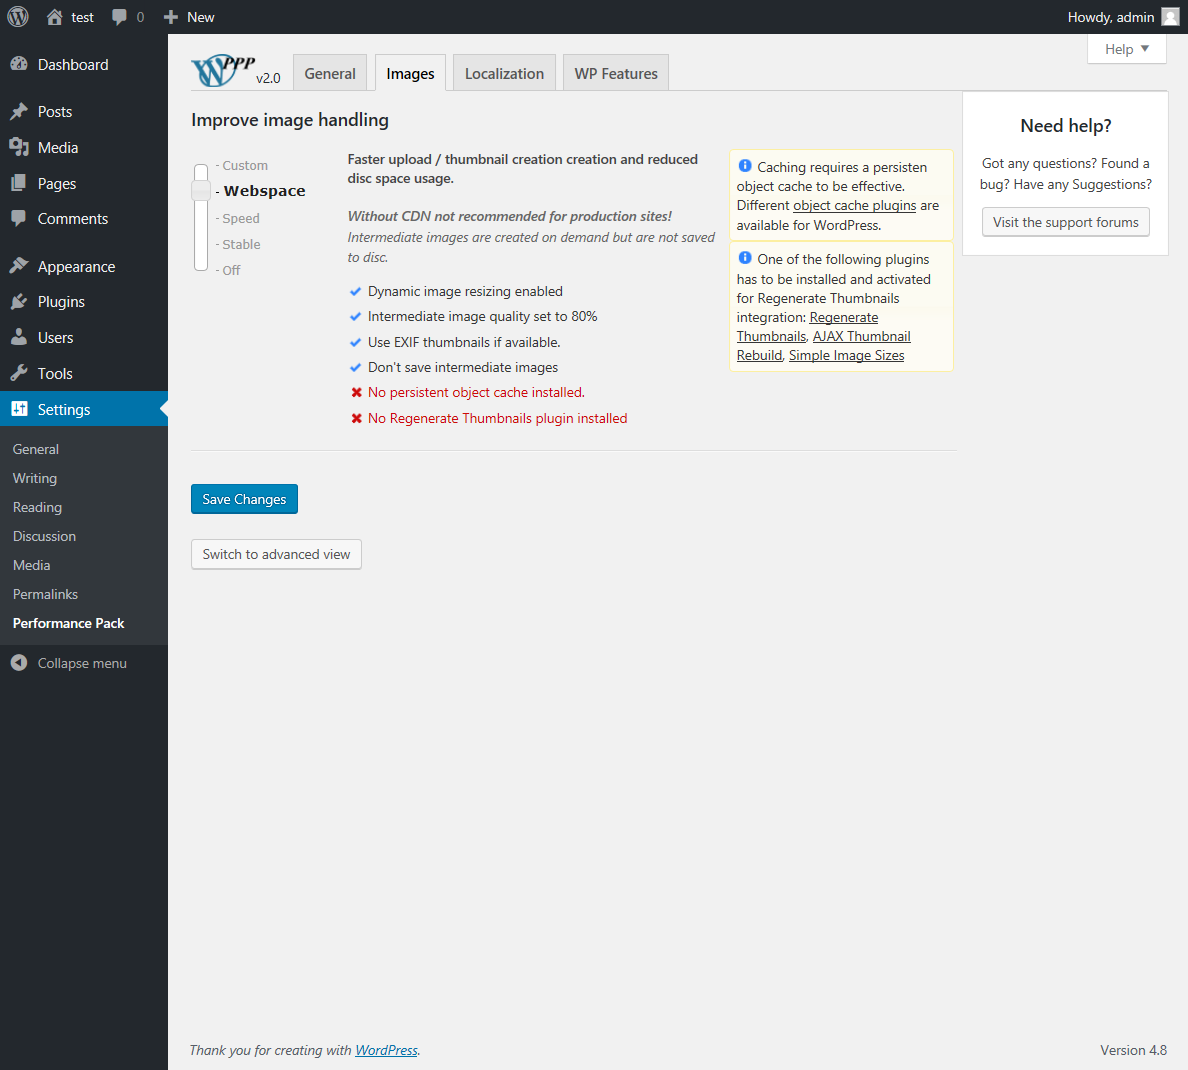 test 0 New Howdy, admin
Help
Dashboard
Posts
Media
Pages
Comments
Appearance
Plugins
Users
Tools
Settings
General
Writing
Reading
Discussion
Media
Permalinks
Performance Pack
Collapse menu
WPPP v2.0 General Images Localization WP Features
Improve image handling
- Custom
- Webspace
- Speed
- Stable
- Off
Faster upload / thumbnail creation creation and reduced
disc space usage.
Without CDN not recommended for production sites!
Intermediate images are created on demand but are not saved
to disc.
Dynamic image resizing enabled
Intermediate image quality set to 80%
Use EXIF thumbnails if available.
Don't save intermediate images
No persistent object cache installed.
No Regenerate Thumbnails plugin installed
Caching requires a persisten
object cache to be effective.
Different object cache plugins are
available for WordPress.
One of the following plugins
has to be installed and activated
for Regenerate Thumbnails
integration: Regenerate
Thumbnails, AJAX Thumbnail
Rebuild, Simple Image Sizes
Need help?
Got any questions? Found a
bug? Have any Suggestions?
Visit the support forums
Save Changes
Switch to advanced view
Thank you for creating with WordPress.
Version 4.8